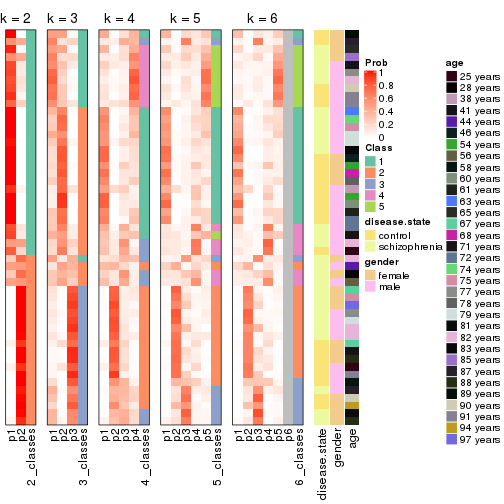 k = 2
k = 3
k = 4
k = 5
k = 6
p1
p2
2_classes
p1
p2
p3
3_classes
p1
p2
p3
p4
4_classes
p1
p2
p3
p4
p5
5_classes
p1
p2
p3
p4
p5
p6
6_classes
disease.state
gender
age
Prob
1
0.8
0.6
0.4
0.2
0
Class
1
2
3
4
5
disease.state
control
schizophrenia
gender
female
male
age
25 years
28 years
38 years
41 years
44 years
46 years
54 years
56 years
58 years
60 years
61 years
63 years
65 years
67 years
68 years
71 years
72 years
74 years
75 years
77 years
78 years
79 years
81 years
82 years
83 years
85 years
87 years
88 years
89 years
90 years
91 years
94 years
97 years